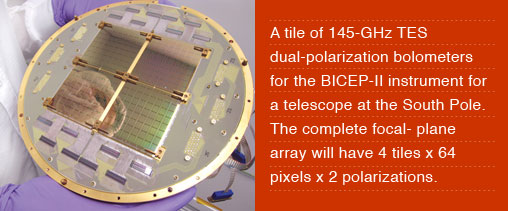 A tile of 145-GHz TES
dual-polarization bolometers
for the BICEP-II instrument for
a telescope at the South Pole.
The complete focal- plane
array will have 4 tiles x 64
pixels x 2 polarizations.